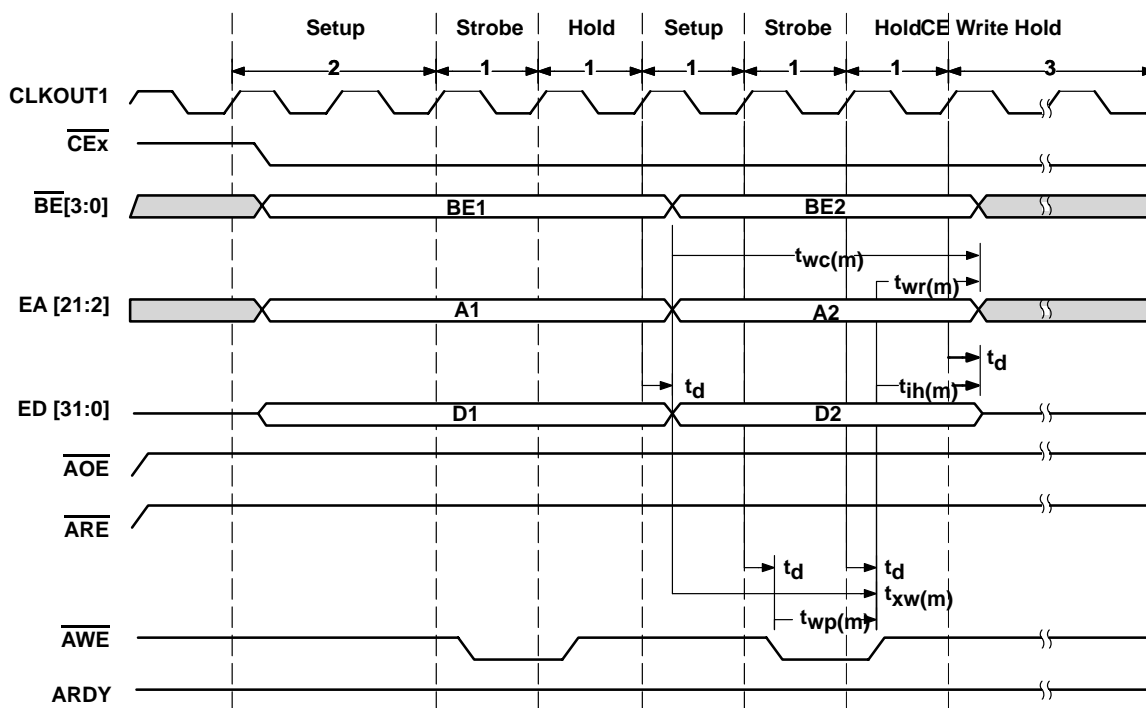 Setup Strobe Hold Setup Strobe HoldCE Write Hold
2 1 1 1 1 1 3
CLKOUT1
CEx
BE[3:0] BE1 BE2
twc(m)
twr(m)
EA [21:2] A1 A2
td
td tih(m)
ED [31:0] D1 D2
AOE
ARE
td td
txw(m)
twp(m)
AWE
ARDY